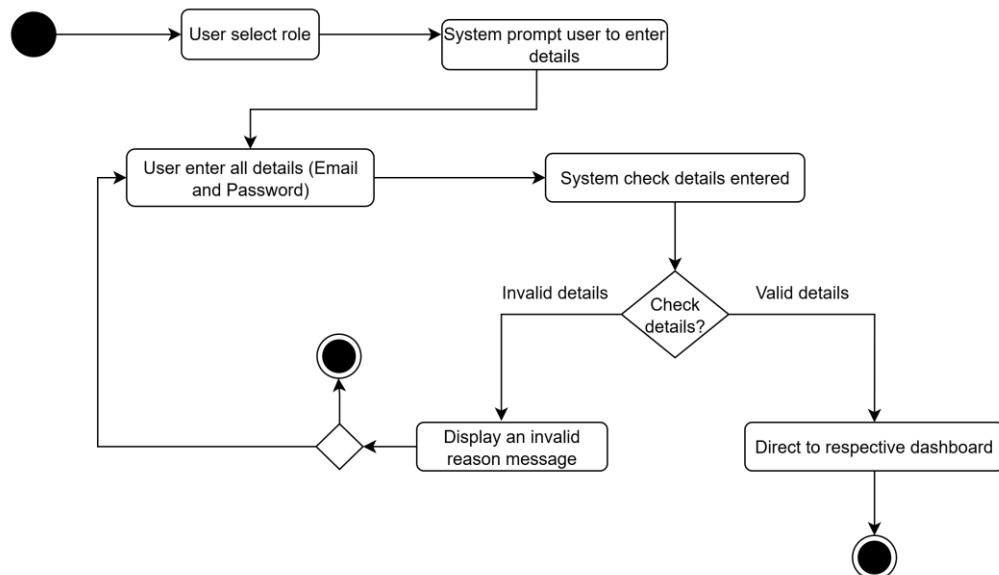 User select role
System prompt user to enter
details
User enter all details (Email
and Password)
System check details entered
Invalid details
Check
details?
Valid details
Display an invalid
reason message
Direct to respective dashboard